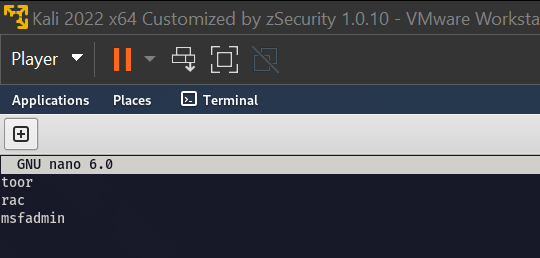 Kali 2022 x64 Customized by zSecurity 1.0.10 - VMware Worksta
Player
Applications Places Terminal
GNU nano 6.0
toor
rac
msfadmin